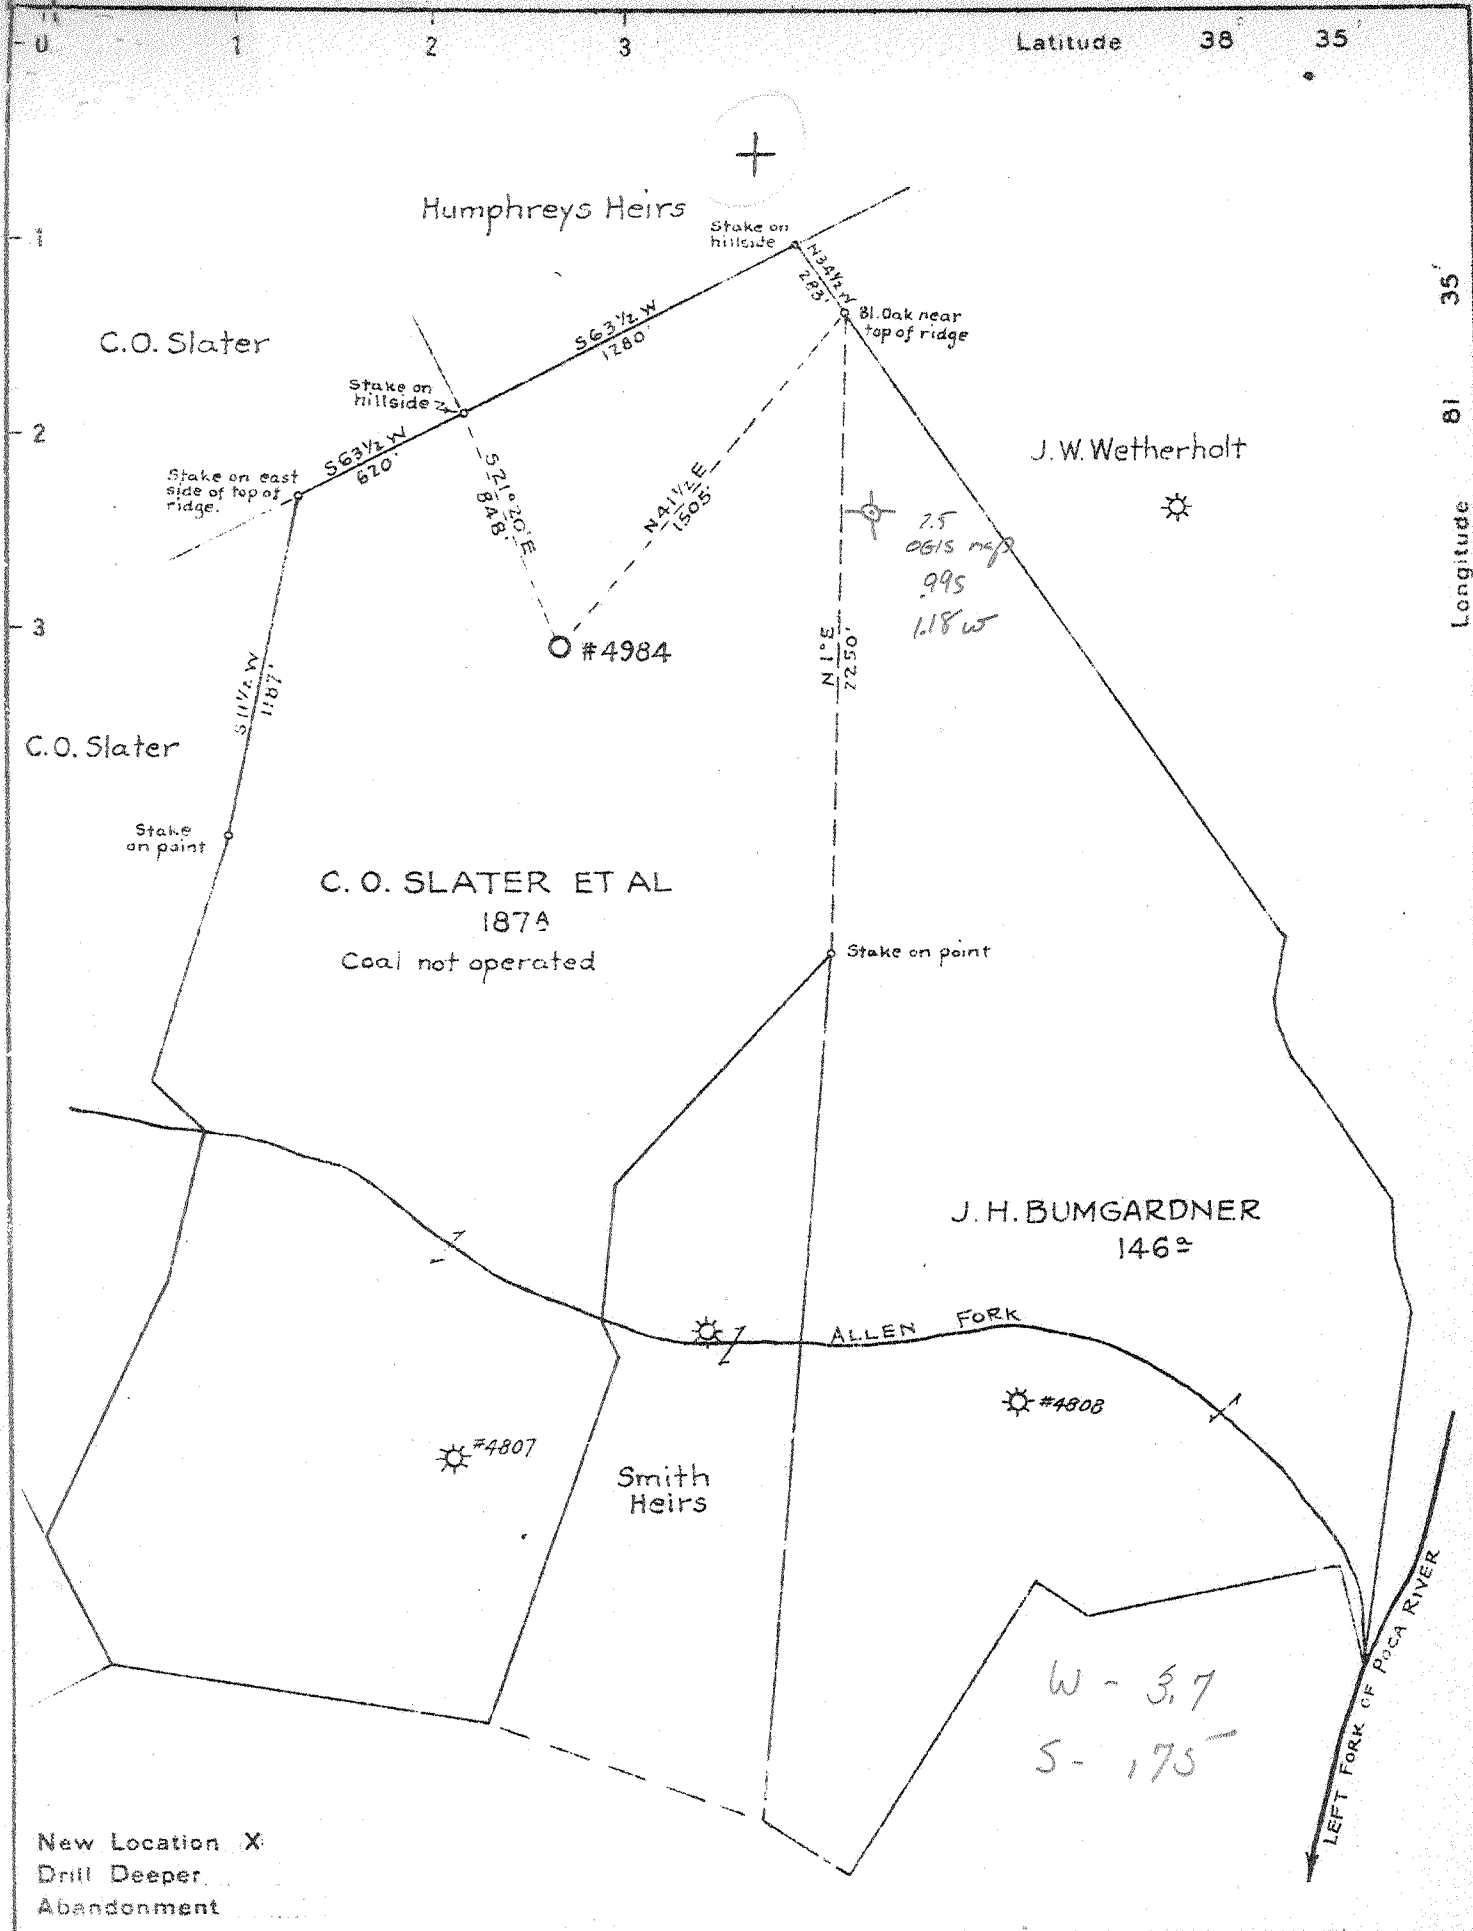 0 1 2 3 Latitude 38° 35'
1
2
3
35'
81
Longitude
Humphreys Heirs
Stake on
hillside
N34½W
283'
Bl. Oak near
top of ridge
C.O. Slater
S63½W
1280'
Stake on
hillside
S63½W
620'
Stake on east
side of top of
ridge.
S21°20'E
848'
N41½E
1505'
J.W. Wetherholt
7.5
OGIS map
.99S
1.18 W
#4984
N1°E
2250'
S11½W
1187'
C.O. Slater
Stake
on point
C. O. SLATER ET AL
187A
Coal not operated
Stake on point
J. H. BUMGARDNER
146a
ALLEN FORK
#4808
#4807
Smith
Heirs
LEFT FORK OF POCA RIVER
W - 3.7
S - .75
New Location X
Drill Deeper
Abandonment